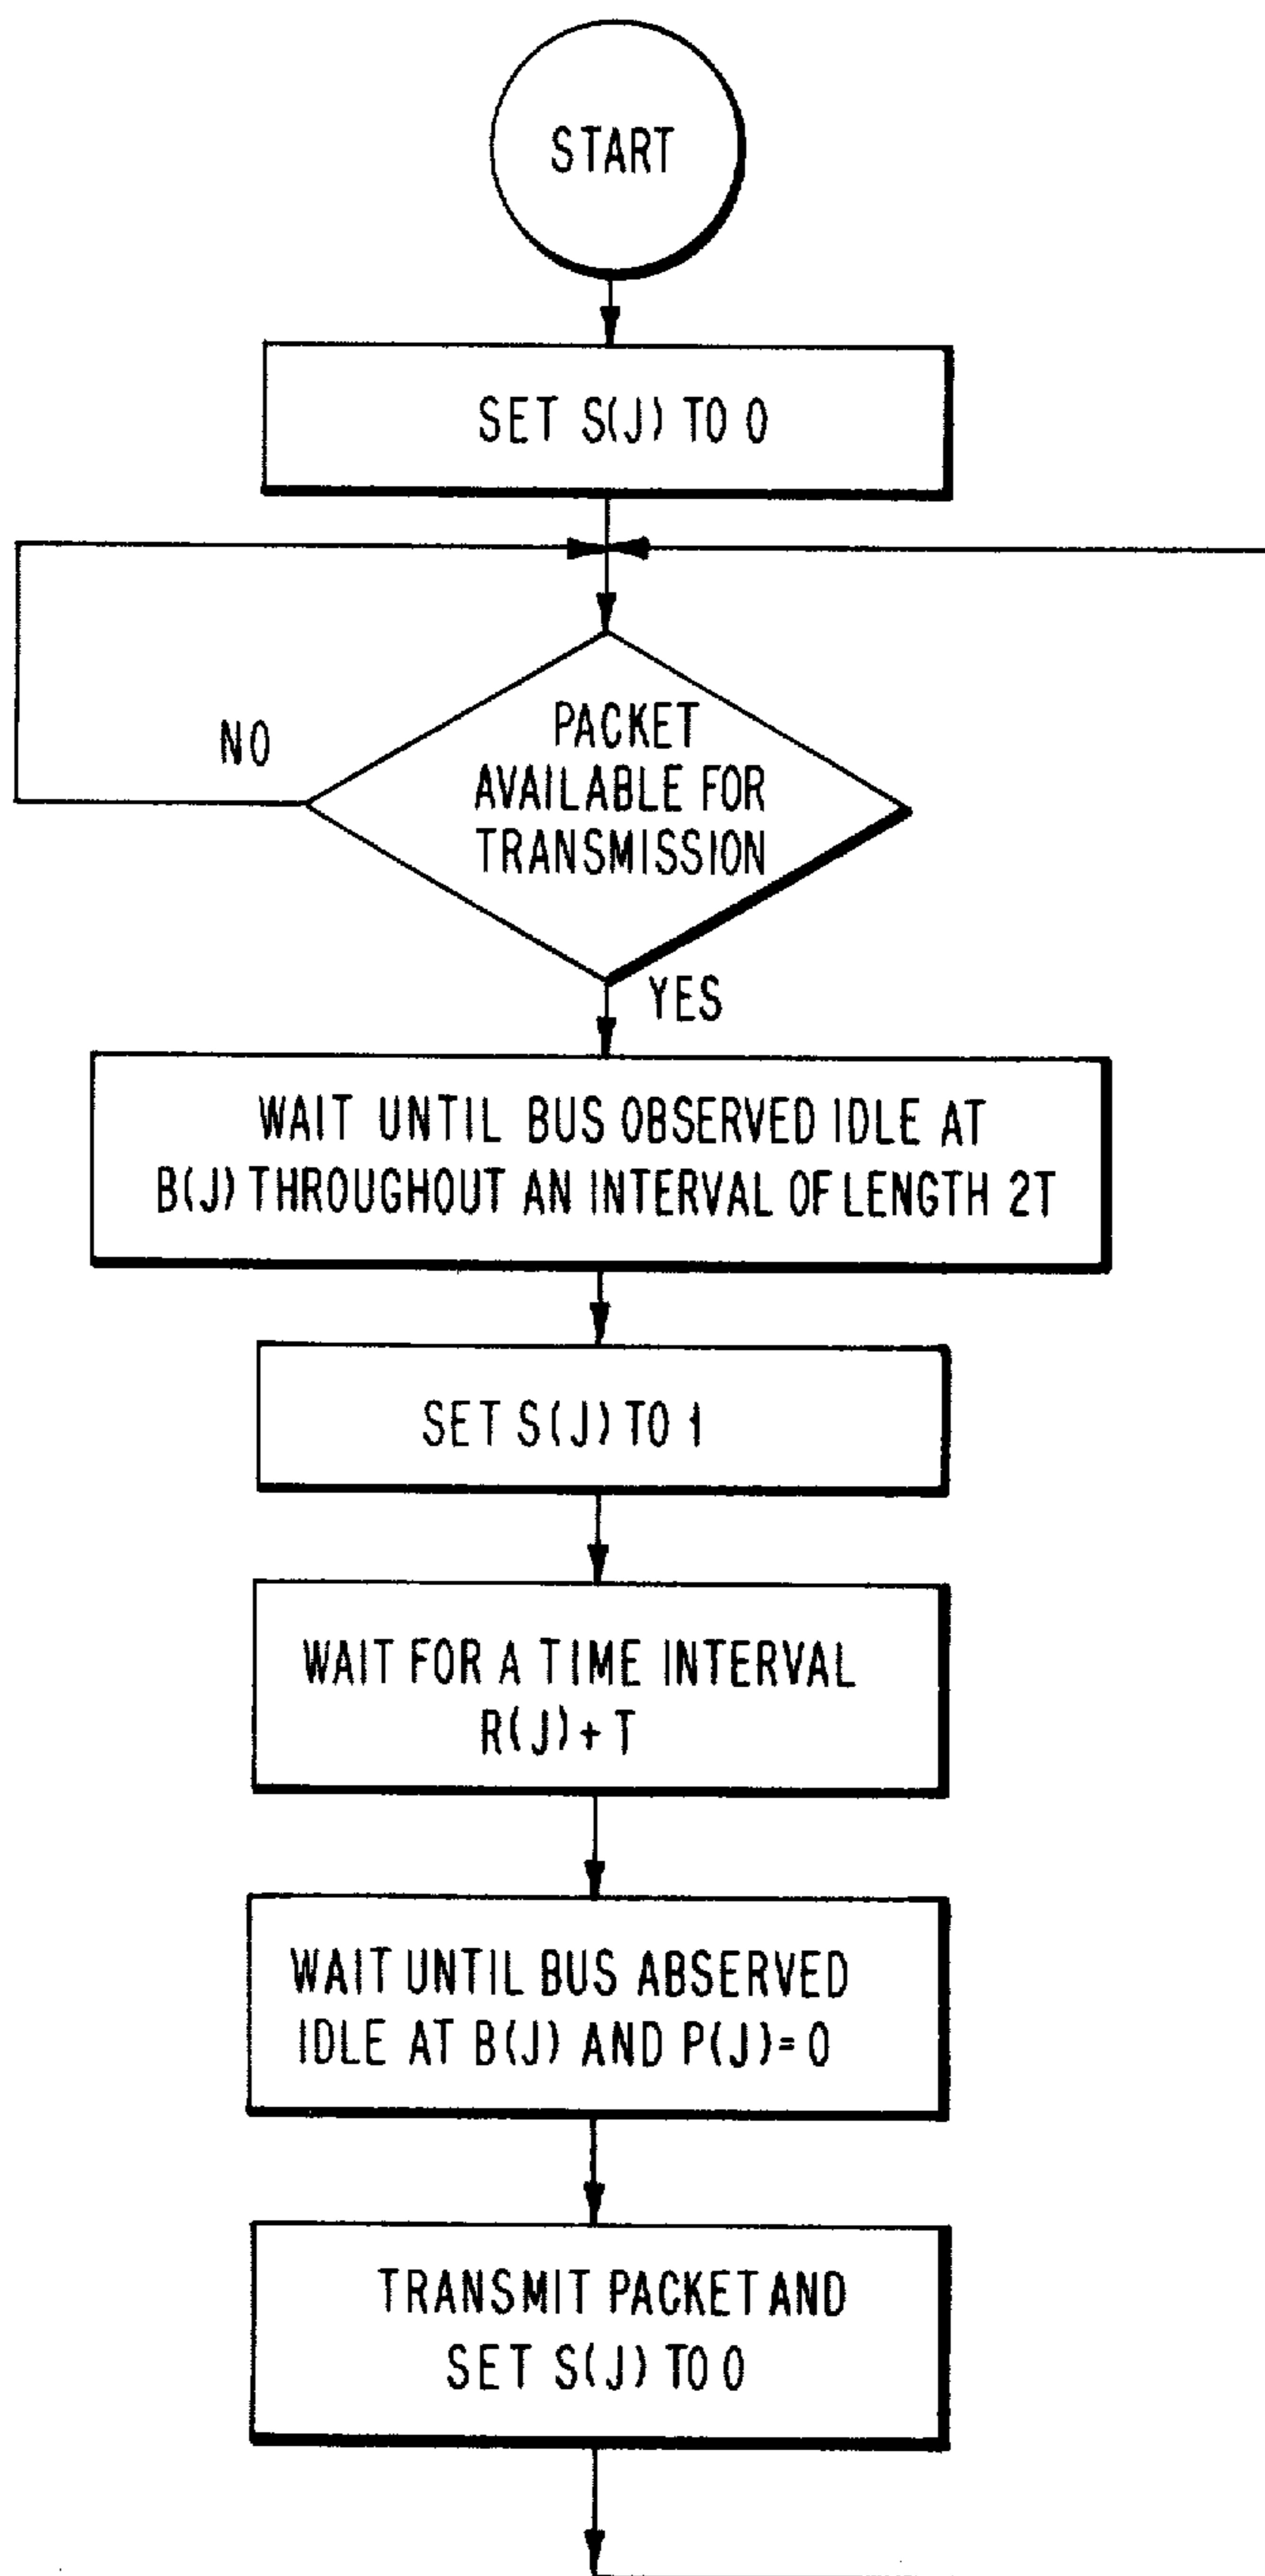 START
SET S(J) TO 0
PACKET
AVAILABLE FOR
TRANSMISSION
NO
YES
WAIT UNTIL BUS OBSERVED IDLE AT
B(J) THROUGHOUT AN INTERVAL OF LENGTH 2T
SET S(J) TO 1
WAIT FOR A TIME INTERVAL
R(J)+ T
WAIT UNTIL BUS ABSERVED
IDLE AT B(J) AND P(J)=0
TRANSMIT PACKET AND
SET S(J) TO 0